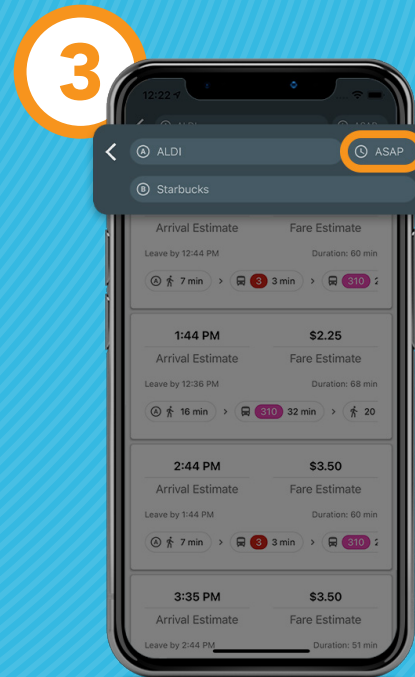 3
12:22
A ALDI ASAP
B Starbucks
Arrival Estimate Fare Estimate
Leave by 12:44 PM Duration: 60 min
A 7 min > 3 3 min > 310
1:44 PM $2.25
Arrival Estimate Fare Estimate
Leave by 12:36 PM Duration: 68 min
A 16 min > 310 32 min > 20
2:44 PM $3.50
Arrival Estimate Fare Estimate
Leave by 1:44 PM Duration: 60 min
A 7 min > 3 3 min > 310
3:35 PM $3.50
Arrival Estimate Fare Estimate
Leave by 2:44 PM Duration: 51 min